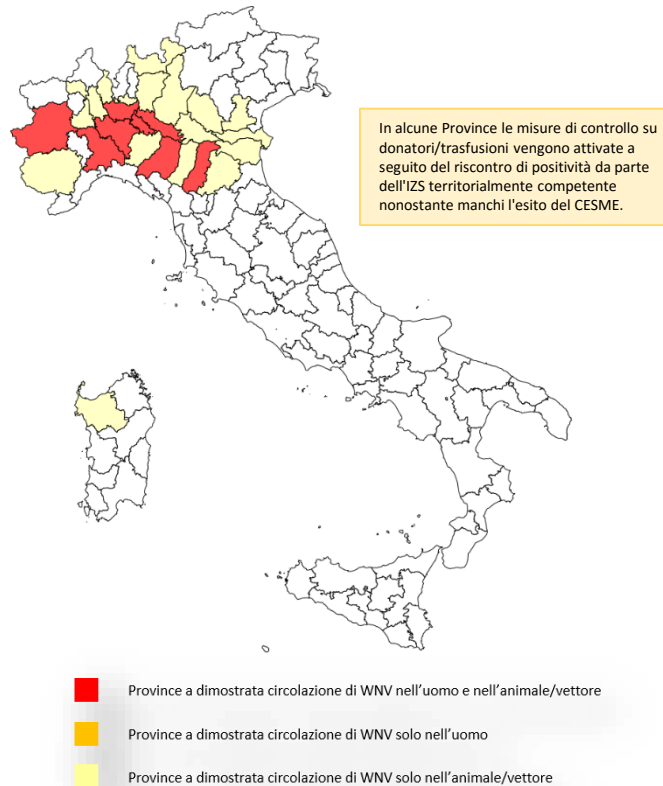 In alcune Province le misure di controllo su
donatori/trasfusioni vengono attivate a
seguito del riscontro di positività da parte
dell'IZS territorialmente competente
nonostante manchi l'esito del CESME.
Province a dimostrata circolazione di WNV nell’uomo e nell’animale/vettore
Province a dimostrata circolazione di WNV solo nell’uomo
Province a dimostrata circolazione di WNV solo nell’animale/vettore